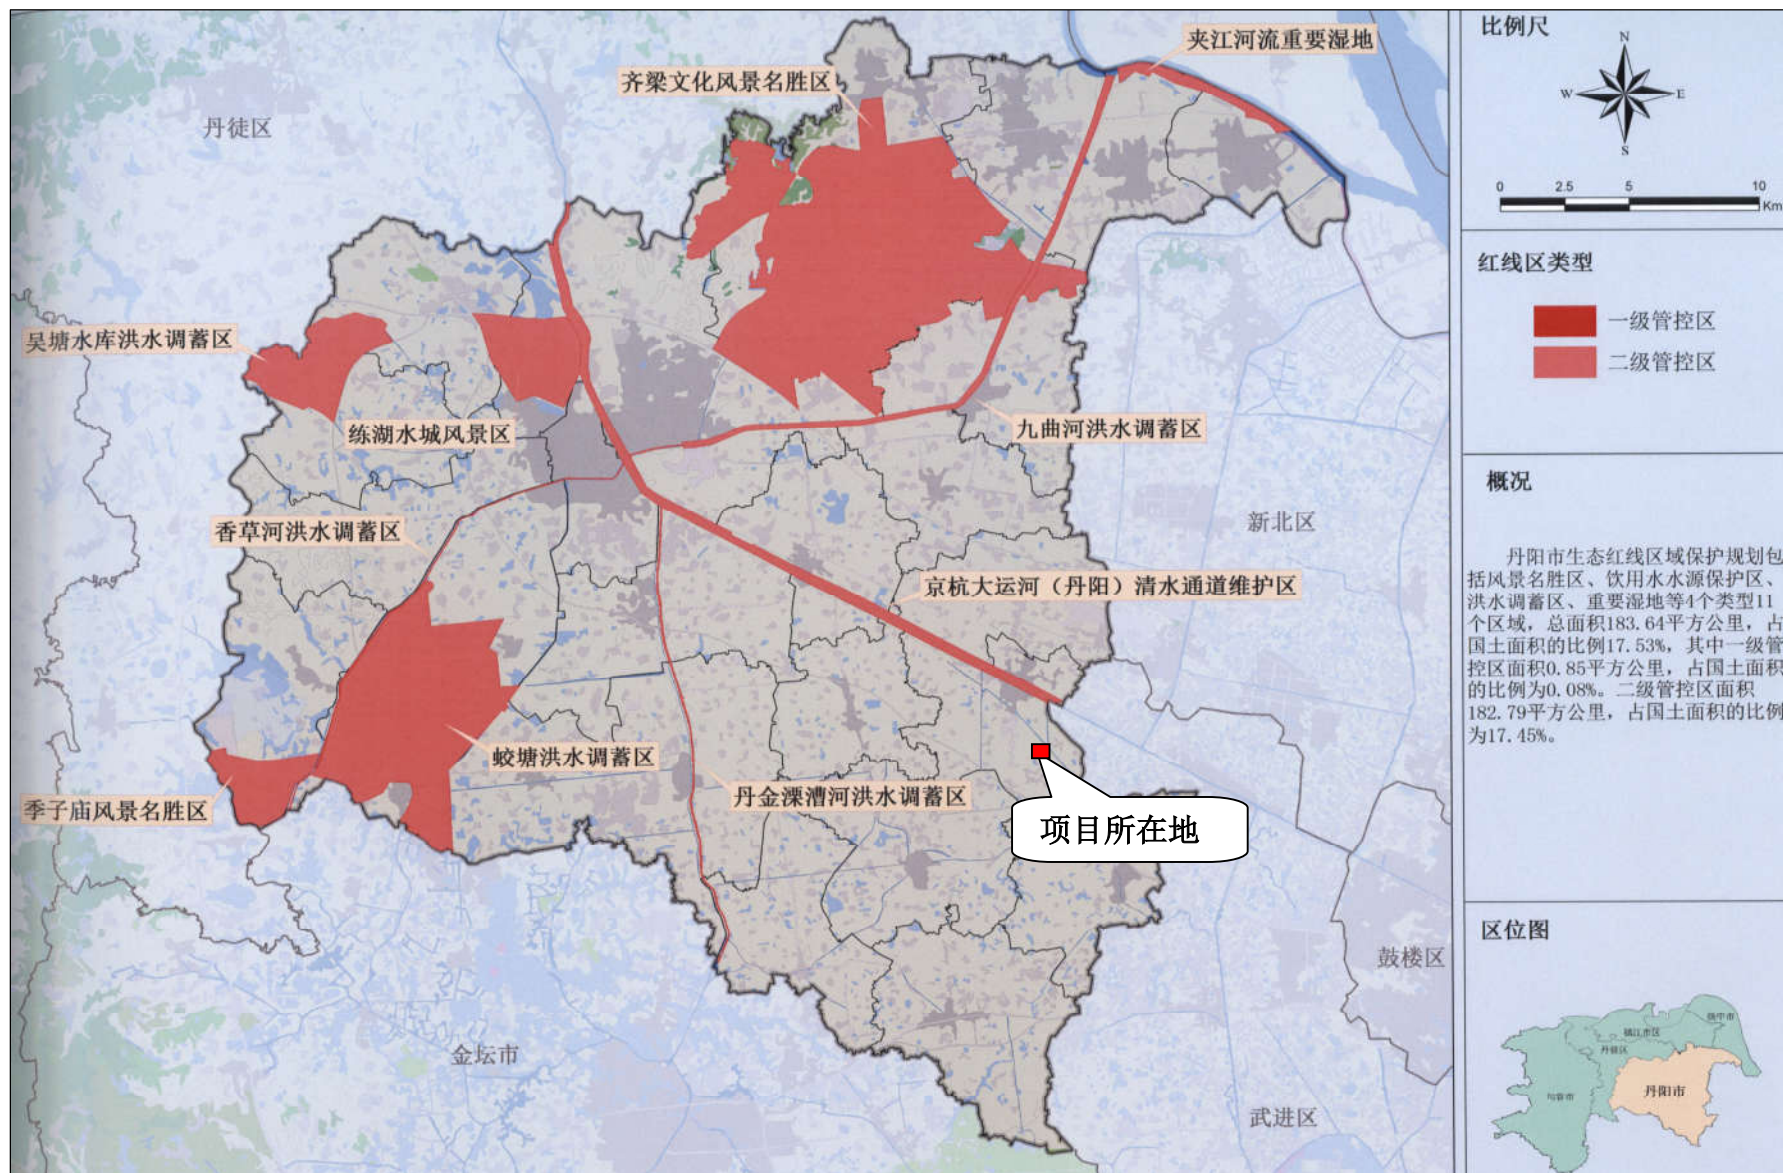 夹江河流重要湿地
齐梁文化风景名胜区
丹徒区
吴塘水库洪水调蓄区
练湖水城风景区
九曲河洪水调蓄区
香草河洪水调蓄区
新北区
京杭大运河（丹阳）清水通道维护区
蛟塘洪水调蓄区
丹金溧漕河洪水调蓄区
季子庙风景名胜区
项目所在地
鼓楼区
金坛市
武进区
比例尺
N
W
E
S
0 2.5 5 10
Km
红线区类型
一级管控区
二级管控区
概况
丹阳市生态红线区域保护规划包
括风景名胜区、饮用水水源保护区、
洪水调蓄区、重要湿地等4个类型11
个区域，总面积183.64平方公里，占
国土面积的比例17.53%，其中一级管
控区面积0.85平方公里，占国土面积
的比例为0.08%。二级管控区面积
182.79平方公里，占国土面积的比例
为17.45%。
区位图
扬中市
镇江市区
丹徒区
丹阳市
句容市